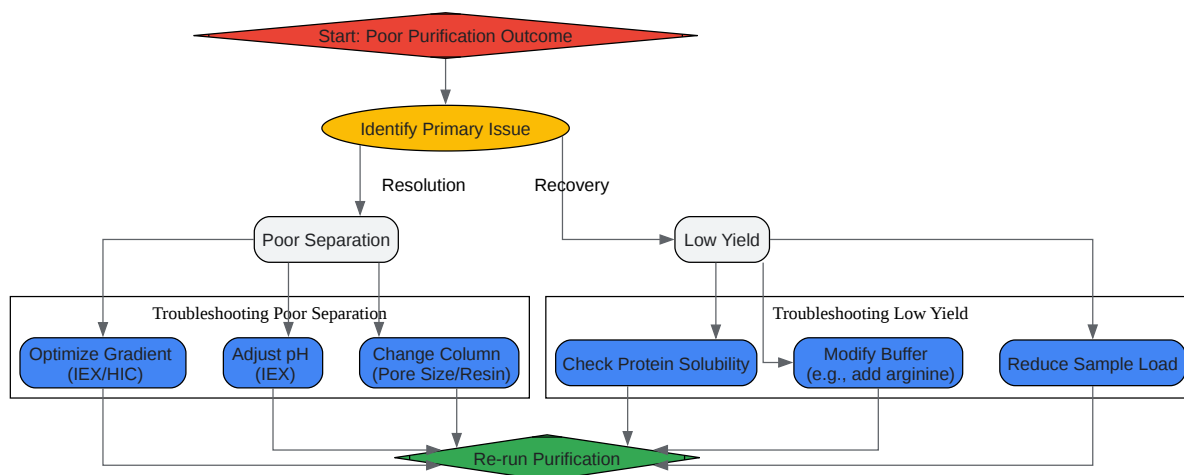 Start: Poor Purification Outcome
Identify Primary Issue
Resolution
Recovery
Poor Separation
Low Yield
Troubleshooting Poor Separation
Troubleshooting Low Yield
Optimize Gradient
(IEX/HIC)
Adjust pH
(IEX)
Change Column
(Pore Size/Resin)
Check Protein Solubility
Modify Buffer
(e.g., add arginine)
Reduce Sample Load
Re-run Purification